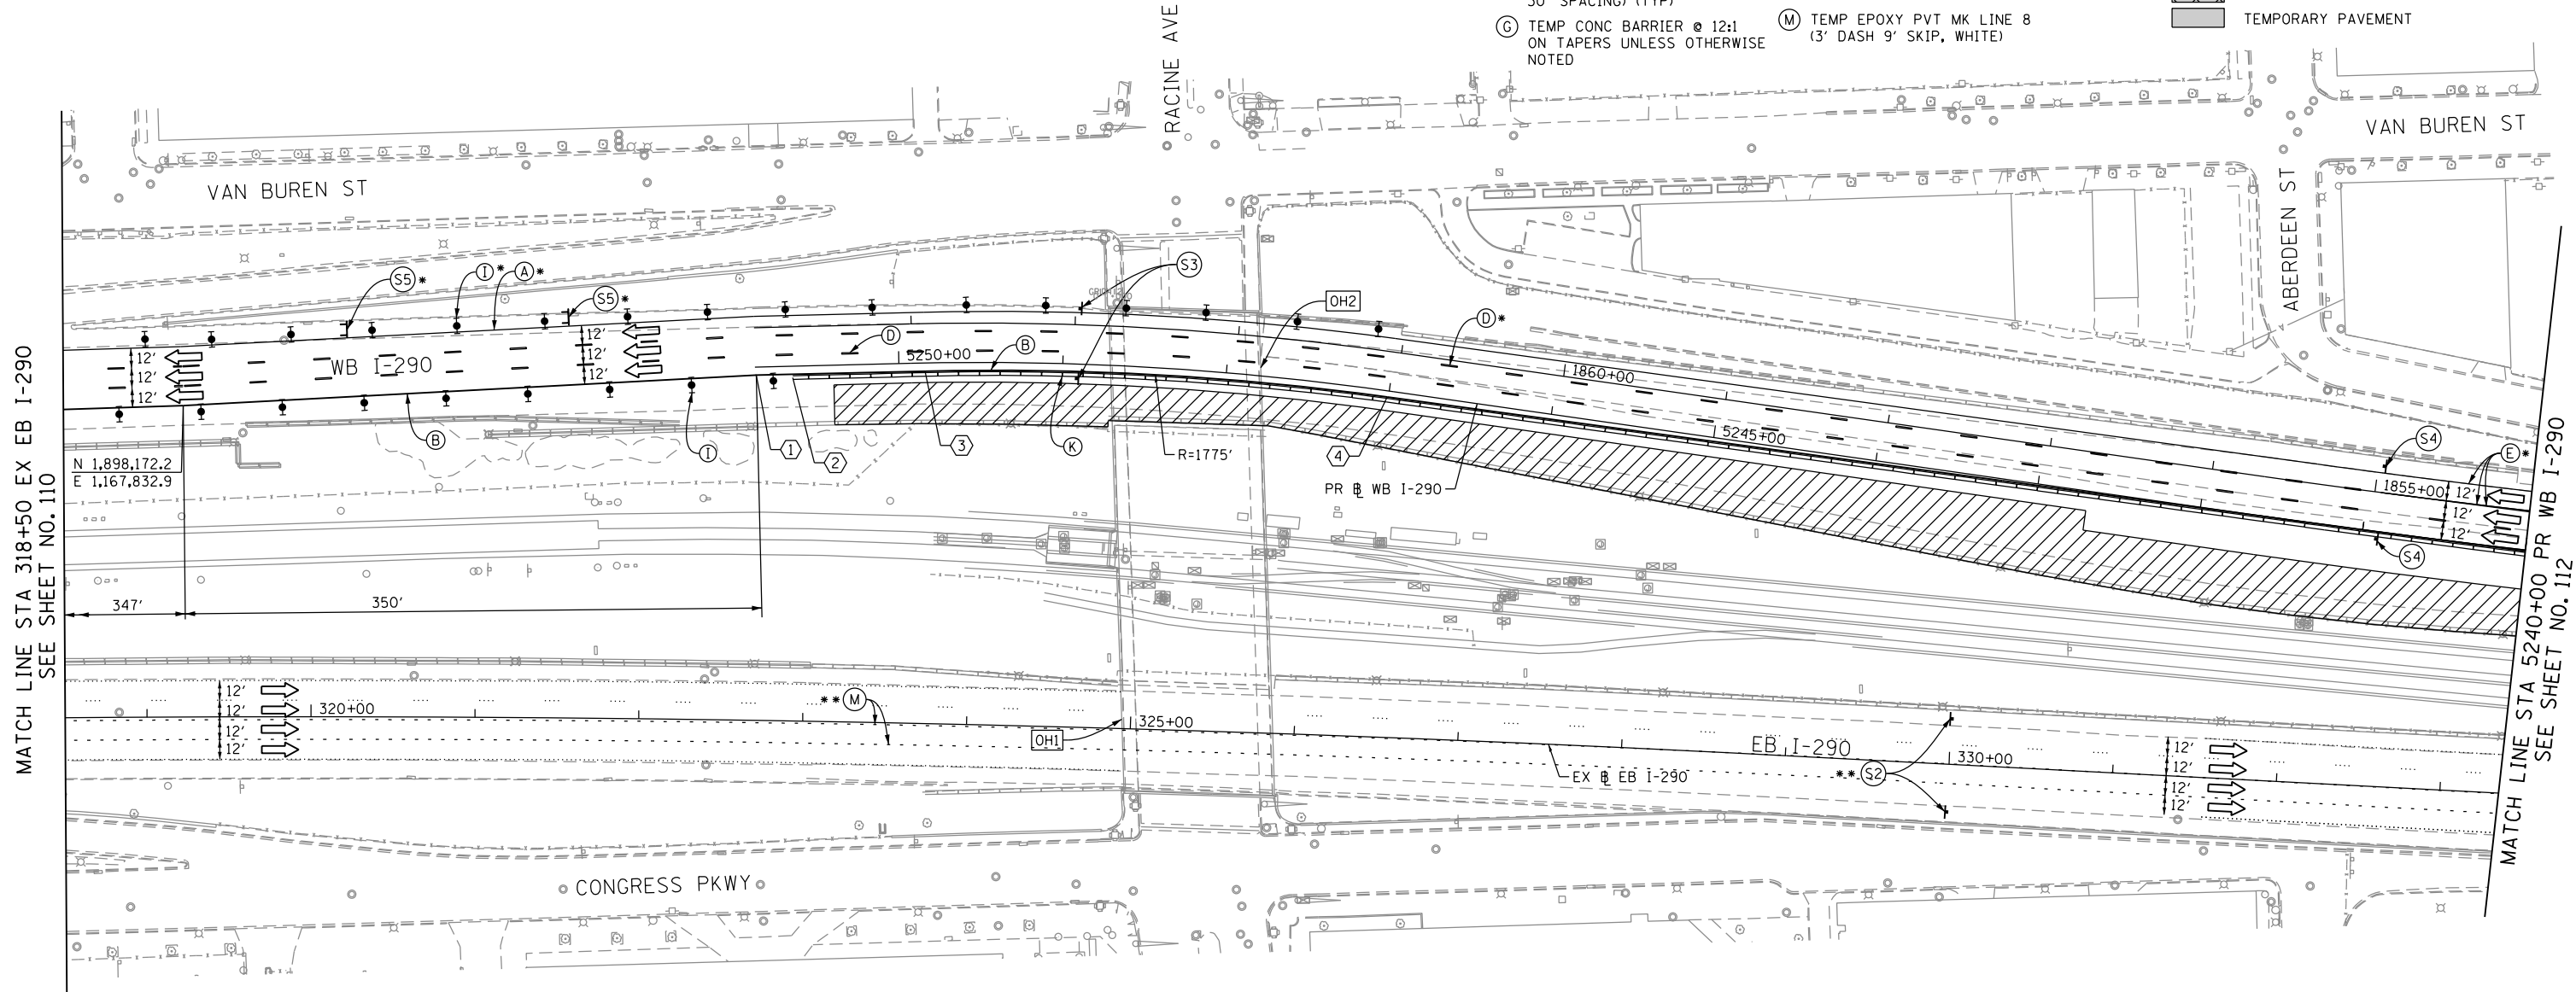 30' SPACING) (TYP)
G TEMP CONC BARRIER @ 12:1
ON TAPERS UNLESS OTHERWISE
NOTED
M TEMP EPOXY PVT MK LINE 8
(3' DASH 9' SKIP, WHITE)
TEMPORARY PAVEMENT
RACINE AVE
VAN BUREN ST
VAN BUREN ST
ABERDEEN ST
S5*
I*
A*
S5*
S3
OH2
D*
12'
12'
12'
WB I-290
12'
12'
12'
D
5250+00
B
1860+00
5245+00
S4
E*
1855+00
12'
12'
12'
S4
B
I
1
2
3
K
R=1775'
4
PR ⅊ WB I-290
N 1,898,172.2
E 1,167,832.9
347'
350'
MATCH LINE STA 318+50 EX EB I-290
SEE SHEET NO. 110
MATCH LINE STA 5240+00 PR WB I-290
SEE SHEET NO. 112
12'
12'
12'
12'
320+00
**M
OH1
325+00
EB I-290
330+00
EX ⅊ EB I-290
**S2
12'
12'
12'
12'
CONGRESS PKWY